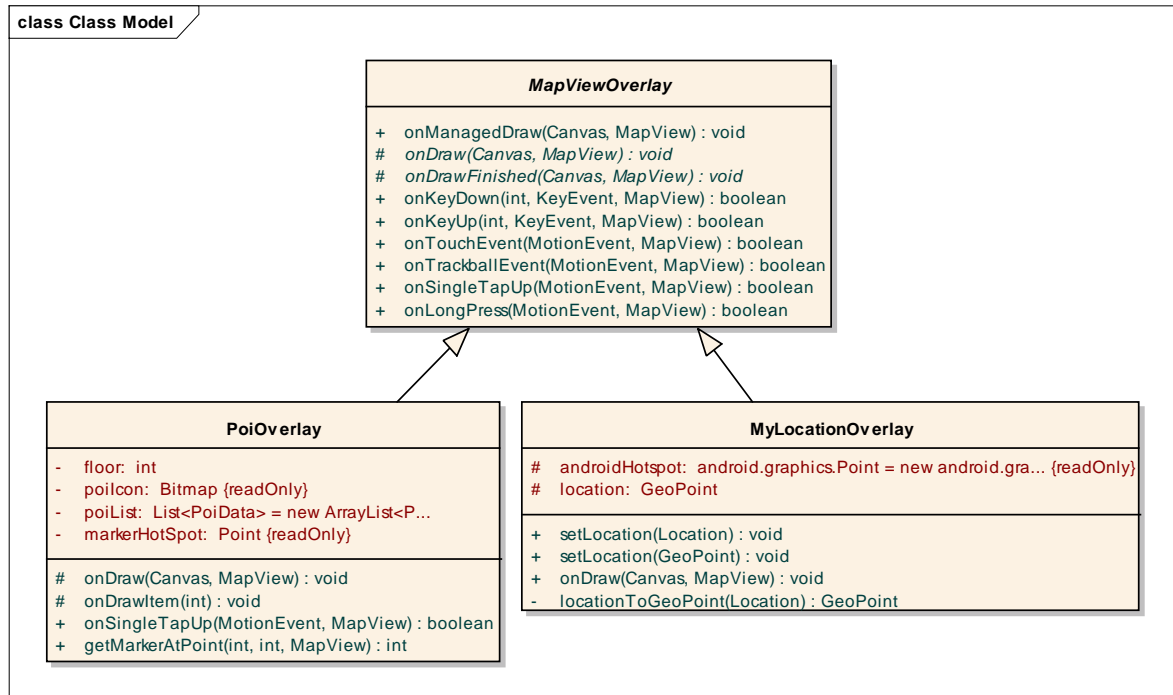 class Class Model
MapViewOverlay
+ onManagedDraw(Canvas, MapView) : void
# onDraw(Canvas, MapView) : void
# onDrawFinished(Canvas, MapView) : void
+ onKeyDown(int, KeyEvent, MapView) : boolean
+ onKeyUp(int, KeyEvent, MapView) : boolean
+ onTouchEvent(MotionEvent, MapView) : boolean
+ onTrackballEvent(MotionEvent, MapView) : boolean
+ onSingleTapUp(MotionEvent, MapView) : boolean
+ onLongPress(MotionEvent, MapView) : boolean
PoiOverlay
- floor: int
- poiIcon: Bitmap {readOnly}
- poiList: List<PoiData> = new ArrayList<P...
- markerHotSpot: Point {readOnly}
# onDraw(Canvas, MapView) : void
# onDrawItem(int) : void
+ onSingleTapUp(MotionEvent, MapView) : boolean
+ getMarkerAtPoint(int, int, MapView) : int
MyLocationOverlay
# androidHotspot: android.graphics.Point = new android.gra... {readOnly}
# location: GeoPoint
+ setLocation(Location) : void
+ setLocation(GeoPoint) : void
+ onDraw(Canvas, MapView) : void
- locationToGeoPoint(Location) : GeoPoint